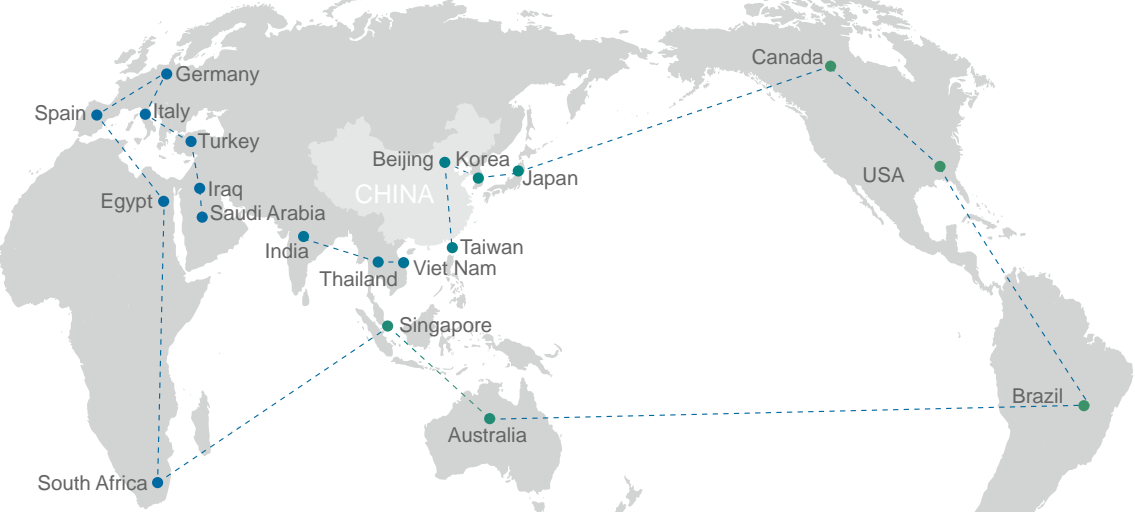 Canada
Germany
Spain
Italy
Turkey
Beijing
Korea
Japan
USA
Iraq
CHINA
Egypt
Saudi Arabia
India
Taiwan
Viet Nam
Thailand
Singapore
Brazil
Australia
South Africa